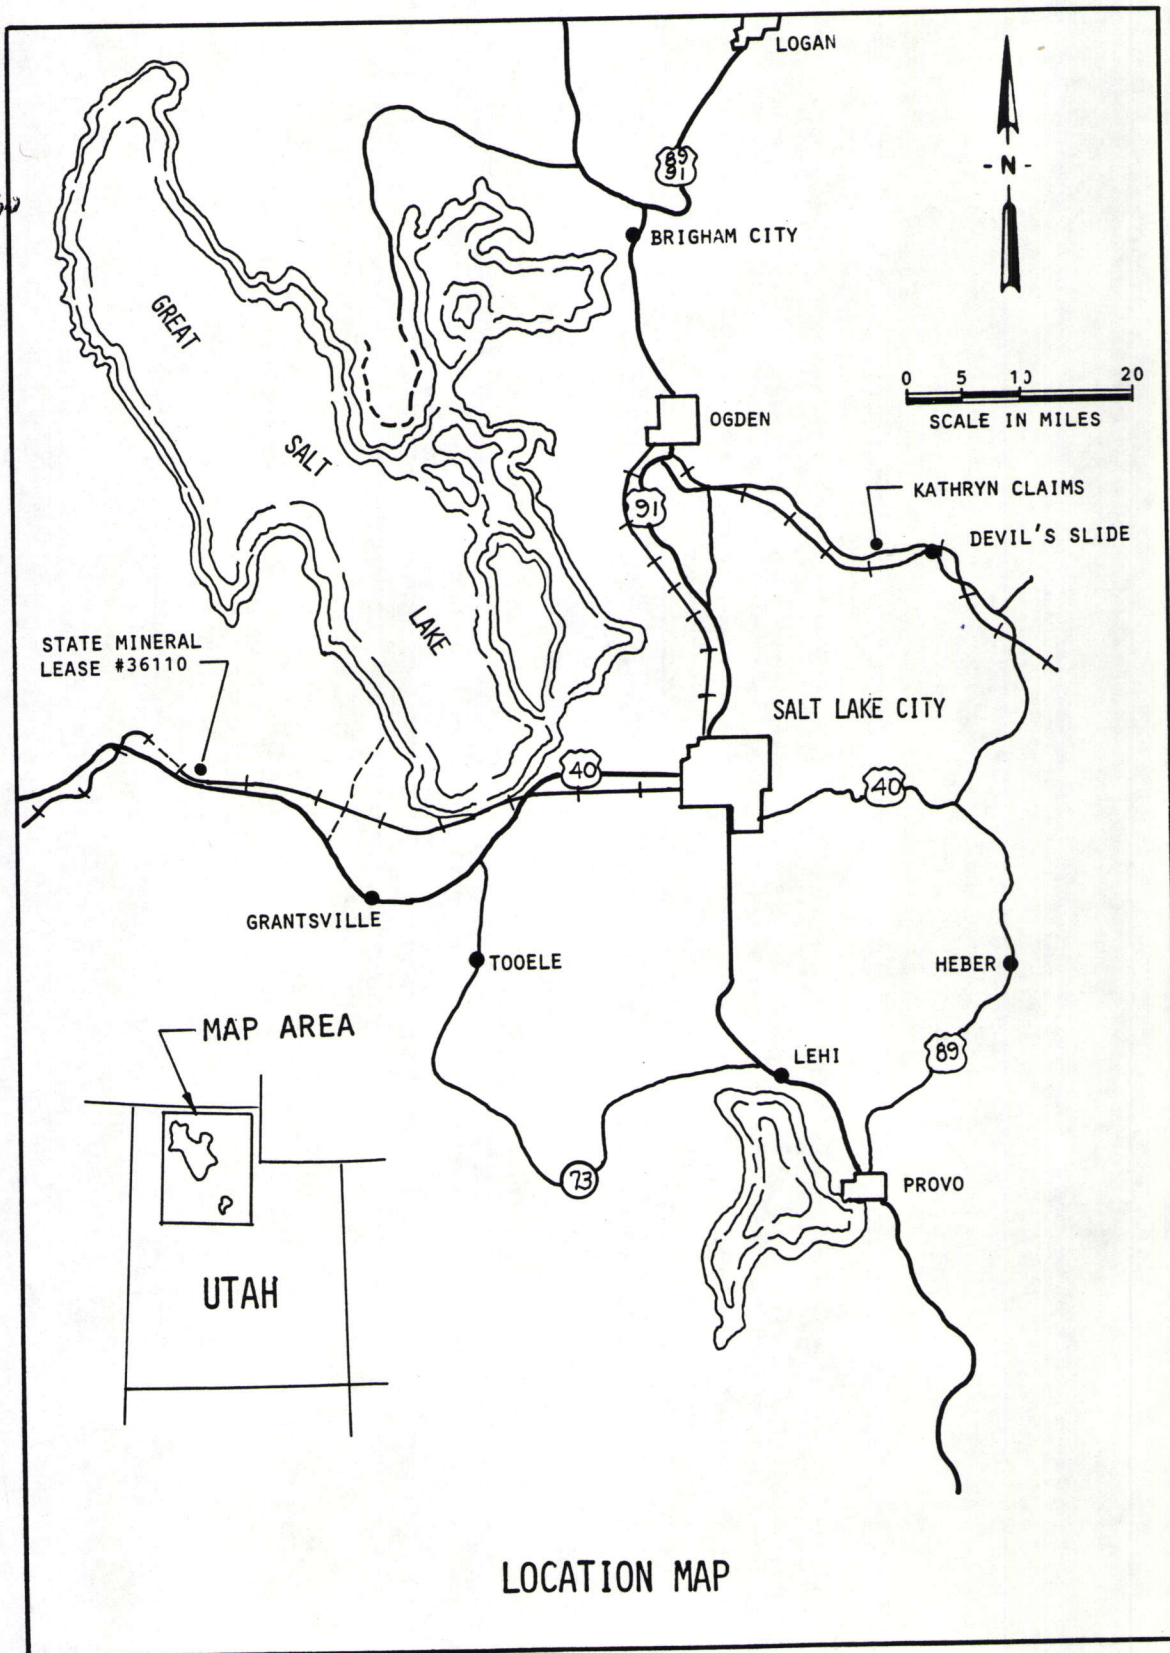 LOGAN
89
91
- N -
BRIGHAM CITY
GREAT
SALT
LAKE
0 5 10 20
SCALE IN MILES
OGDEN
91
KATHRYN CLAIMS
DEVIL'S SLIDE
STATE MINERAL
LEASE #36110
SALT LAKE CITY
40
40
GRANTSVILLE
TOOELE
HEBER
MAP AREA
89
LEHI
73
PROVO
UTAH
LOCATION MAP